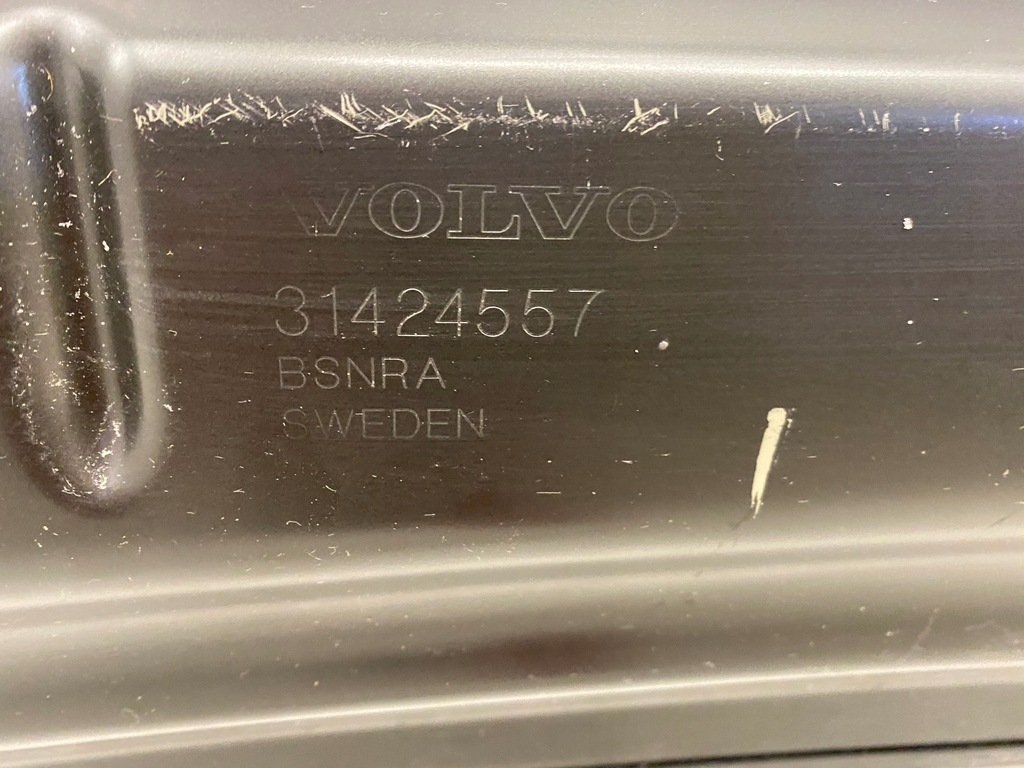 VOLVO
31424557
BSNRA
SWEDEN